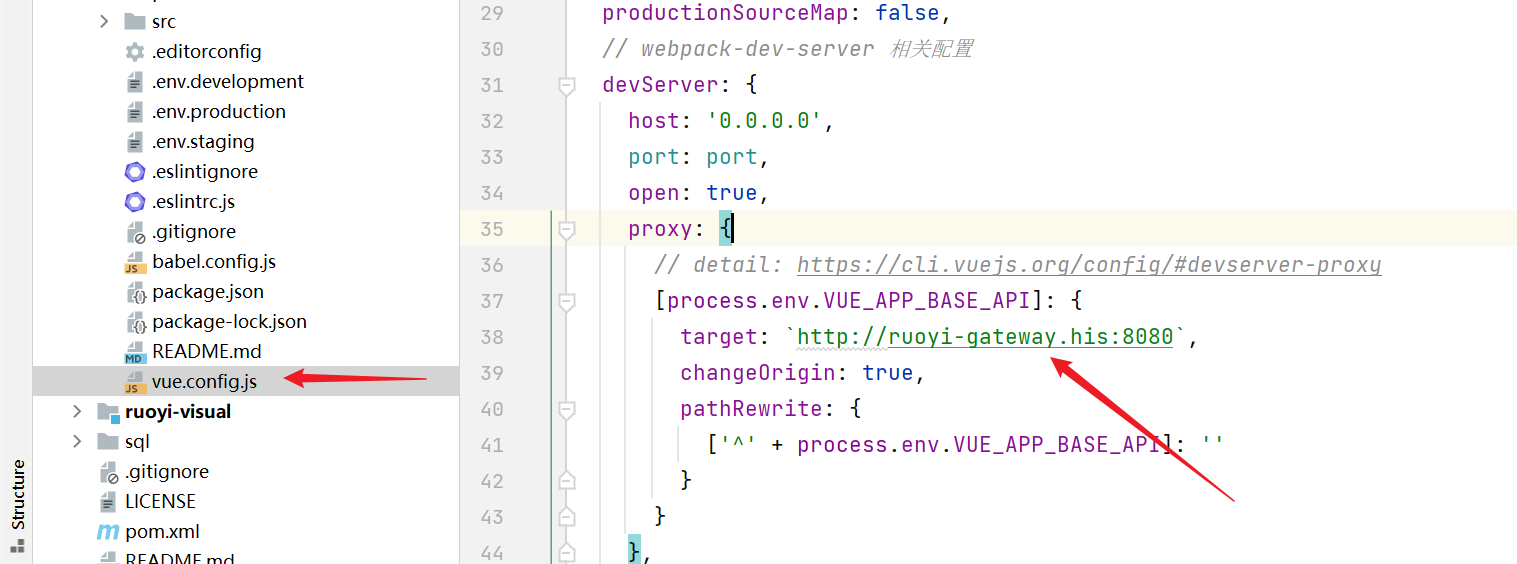 src
.editorconfig
.env.development
.env.production
.env.staging
.eslintignore
.eslintrc.js
.gitignore
babel.config.js
package.json
package-lock.json
README.md
vue.config.js
ruoyi-visual
sql
.gitignore
LICENSE
pom.xml
README.md
Structure
29 productionSourceMap: false,
30 // webpack-dev-server 相关配置
31 devServer: {
32 host: '0.0.0.0',
33 port: port,
34 open: true,
35 proxy: {
36 // detail: https://cli.vuejs.org/config/#devserver-proxy
37 [process.env.VUE_APP_BASE_API]: {
38 target: `http://ruoyi-gateway.his:8080`,
39 changeOrigin: true,
40 pathRewrite: {
41 ['^' + process.env.VUE_APP_BASE_API]: ''
42 }
43 }
44 },